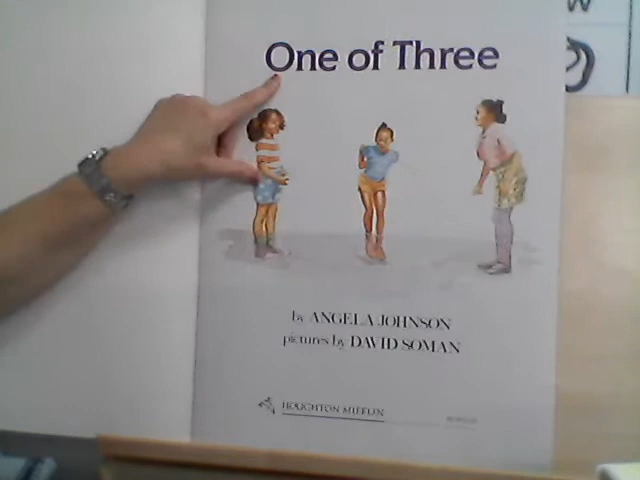 One of Three
by ANGELA JOHNSON
pictures by DAVID SOMAN
HOUGHTON MIFFLIN